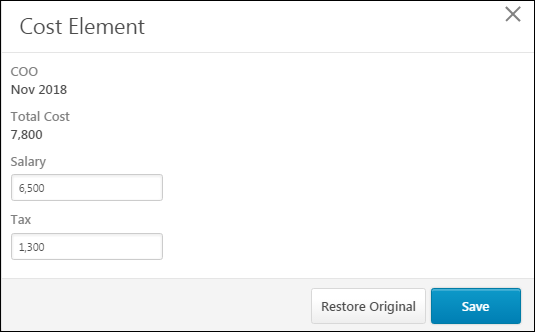 Cost Element
COO
Nov 2018
Total Cost
7,800
Salary
6,500
Tax
1,300
Restore Original
Save